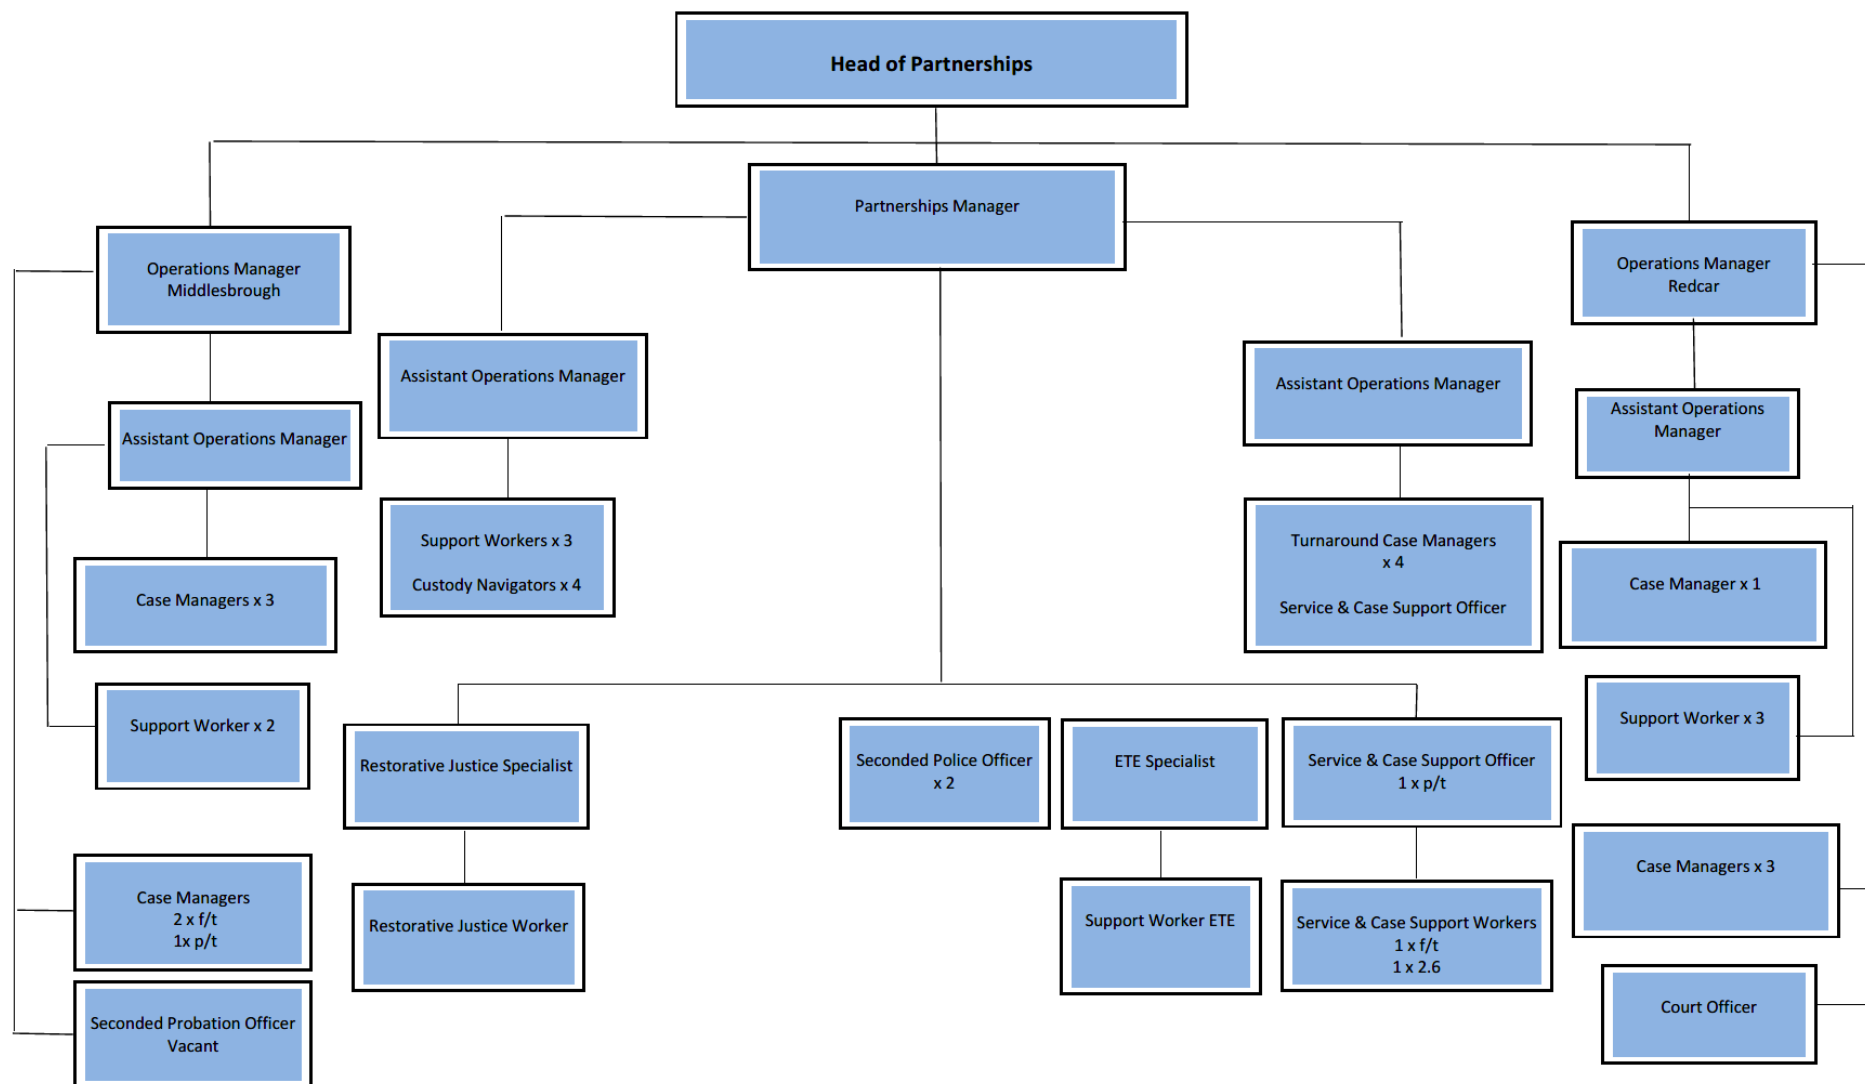 Head of Partnerships
Partnerships Manager
Operations Manager
Middlesbrough
Operations Manager
Redcar
Assistant Operations Manager
Assistant Operations Manager
Assistant Operations Manager
Assistant Operations
Manager
Support Workers x 3
Custody Navigators x 4
Turnaround Case Managers
x 4
Service & Case Support Officer
Case Managers x 3
Case Manager x 1
Support Worker x 2
Support Worker x 3
Restorative Justice Specialist
Seconded Police Officer
x 2
ETE Specialist
Service & Case Support Officer
1 x p/t
Case Managers
2 x f/t
1x p/t
Restorative Justice Worker
Support Worker ETE
Service & Case Support Workers
1 x f/t
1 x 2.6
Case Managers x 3
Seconded Probation Officer
Vacant
Court Officer